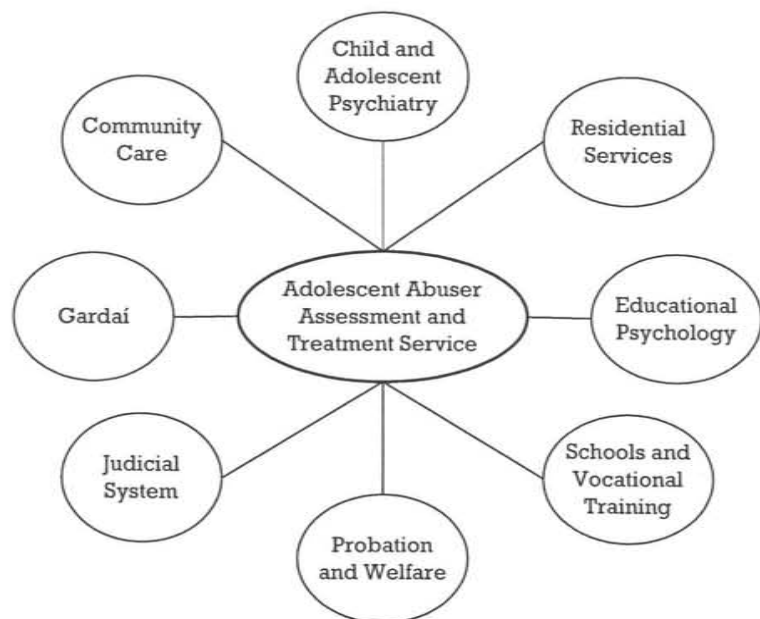 Child and
Adolescent
Psychiatry
Community
Care
Residential
Services
Gardaí
Adolescent Abuser
Assessment and
Treatment Service
Educational
Psychology
Judicial
System
Schools and
Vocational
Training
Probation
and Welfare